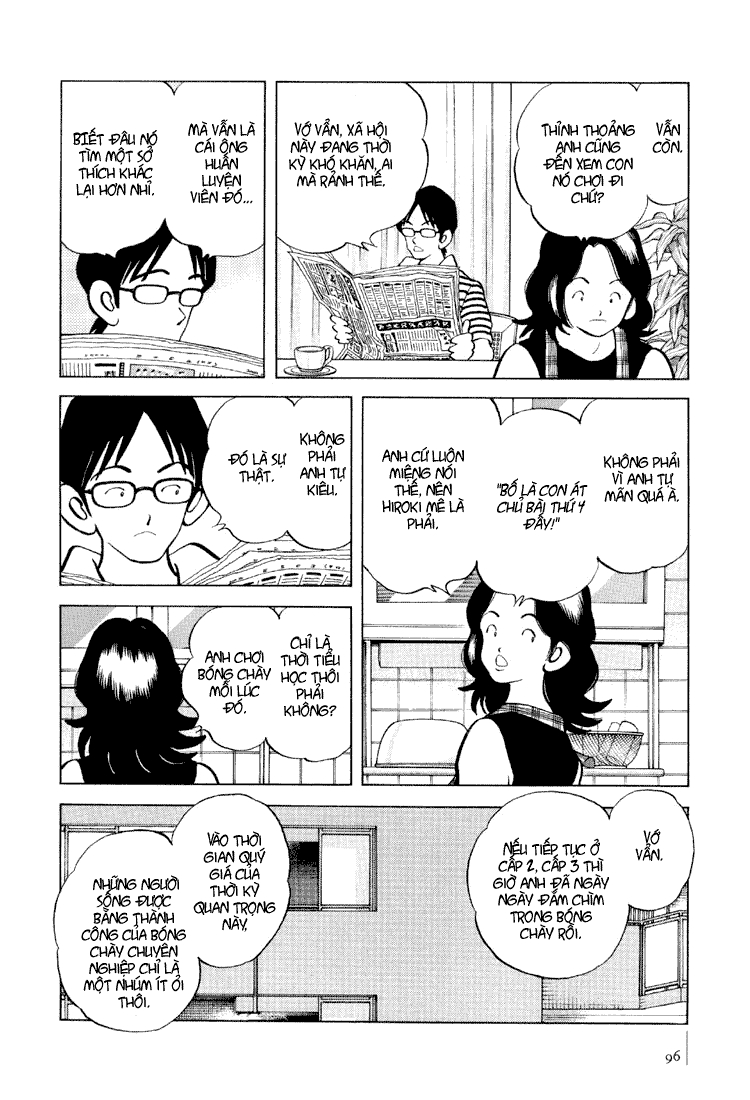 VẪN
CÒN.
THỈNH THOẢNG
ANH CŨNG
ĐẾN XEM CON
NÓ CHƠI ĐI
CHỨ?
VỚ VẨN, XÃ HỘI
NÀY ĐANG THỜI
KỲ KHÓ KHĂN, AI
MÀ RẢNH THẾ.
MÀ VẪN LÀ
CÁI ÔNG
HUẤN
LUYỆN
VIÊN ĐÓ...
BIẾT ĐÂU NÓ
TÌM MỘT SỞ
THÍCH KHÁC
LẠI HƠN NHỈ.
KHÔNG PHẢI
VÌ ANH TỰ
MÃN QUÁ À.
"BỐ LÀ CON ÁT
CHỦ BÀI THỨ 4
ĐẤY!"
ANH CỨ LUÔN
MIỆNG NÓI
THẾ, NÊN
HIROKI MÊ LÀ
PHẢI.
KHÔNG
PHẢI
ANH TỰ
KIÊU.
ĐÓ LÀ SỰ
THẬT.
CHỈ LÀ
THỜI TIỂU
HỌC THÔI
PHẢI
KHÔNG?
ANH CHƠI
BÓNG CHÀY
MỖI LÚC
ĐÓ.
VỚ
VẨN.
NẾU TIẾP TỤC Ở
CẤP 2, CẤP 3 THÌ
GIỜ ANH ĐÃ NGÀY
NGÀY ĐẮM CHÌM
TRONG BÓNG
CHÀY RỒI.
VÀO THỜI
GIAN QUÝ
GIÁ CỦA
THỜI KỲ
QUAN TRỌNG
NÀY,
NHỮNG NGƯỜI
SỐNG ĐƯỢC
BẰNG THÀNH
CÔNG CỦA BÓNG
CHÀY CHUYÊN
NGHIỆP CHỈ LÀ
MỘT NHÚM ÍT ỎI
THÔI.
96